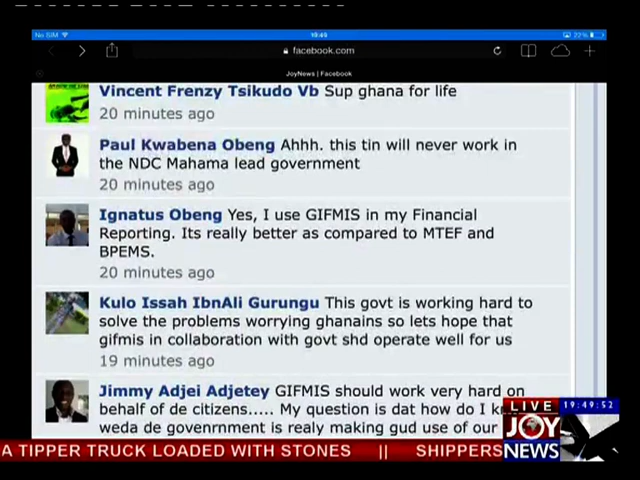 No SIM
19:49
22%
facebook.com
JoyNews | Facebook
Vincent Frenzy Tsikudo Vb Sup ghana for life
20 minutes ago
Paul Kwabena Obeng Ahhh. this tin will never work in
the NDC Mahama lead government
20 minutes ago
Ignatus Obeng Yes, I use GIFMIS in my Financial
Reporting. Its really better as compared to MTEF and
BPEMS.
20 minutes ago
Kulo Issah IbnAli Gurungu This govt is working hard to
solve the problems worrying ghanains so lets hope that
gifmis in collaboration with govt shd operate well for us
19 minutes ago
Jimmy Adjei Adjetey GIFMIS should work very hard on
behalf of de citizens..... My question is dat how do I
weda de govenrnment is realy making gud use of our
LIVE 19:49:52
JOY
NEWS
A TIPPER TRUCK LOADED WITH STONES || SHIPPERS